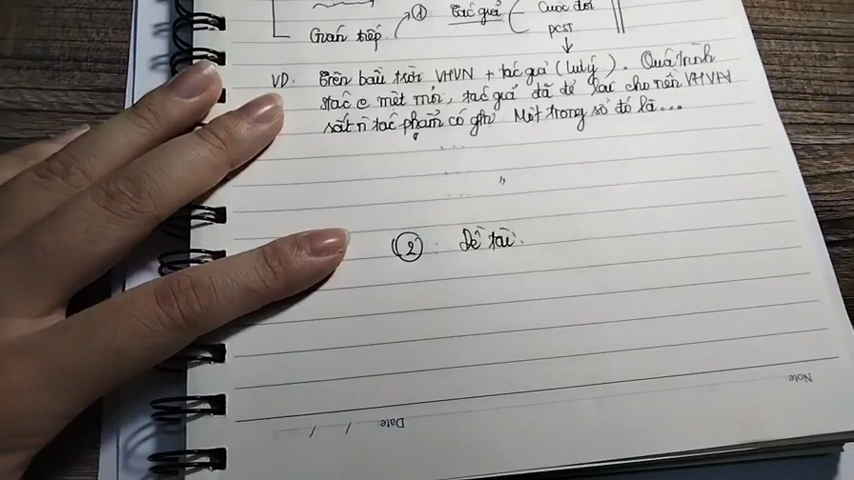 Gián tiếp ① tác giả Cuộc đời
PCST
VD: Trên bầu trời VHVN + tác giả (lưu ý). Quá trình
stác e mệt mỏi, tác giả đã để lại cho nền VHVN
rất n tác phẩm có gtrị Một trong số đó là...
② : Đề tài.
Note
Date / /